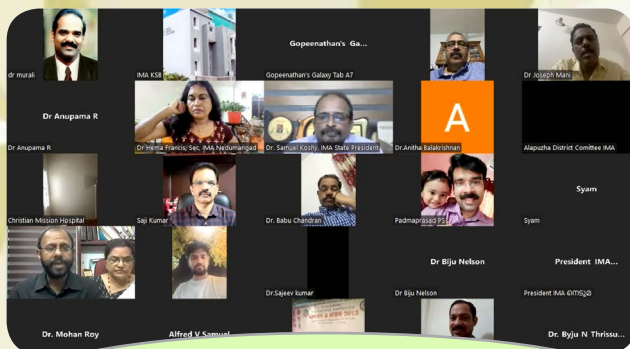 Gopeenathan's Ga...
dr murali
IMA KSB
Gopeenathan's Galaxy Tab A7
Dr Joseph Mani
Dr Anupama R
A
Dr Anupama R
Dr Hema Francis, Sec, IMA Nedumangad
Dr. Samuel Koshy, IMA State President
Dr.Anitha Balakrishnan
Alapuzha District Comittee IMA
Syam
Christian Mission Hospital
Saji Kumar
Dr. Babu Chandran
Padmaprasad PS
Syam
Dr Biju Nelson
President IMA...
Dr.Sajeev kumar
Dr Biju Nelson
President IMA
Dr. Mohan Roy
Alfred V Samuel
Dr. Byju N Thrissu...